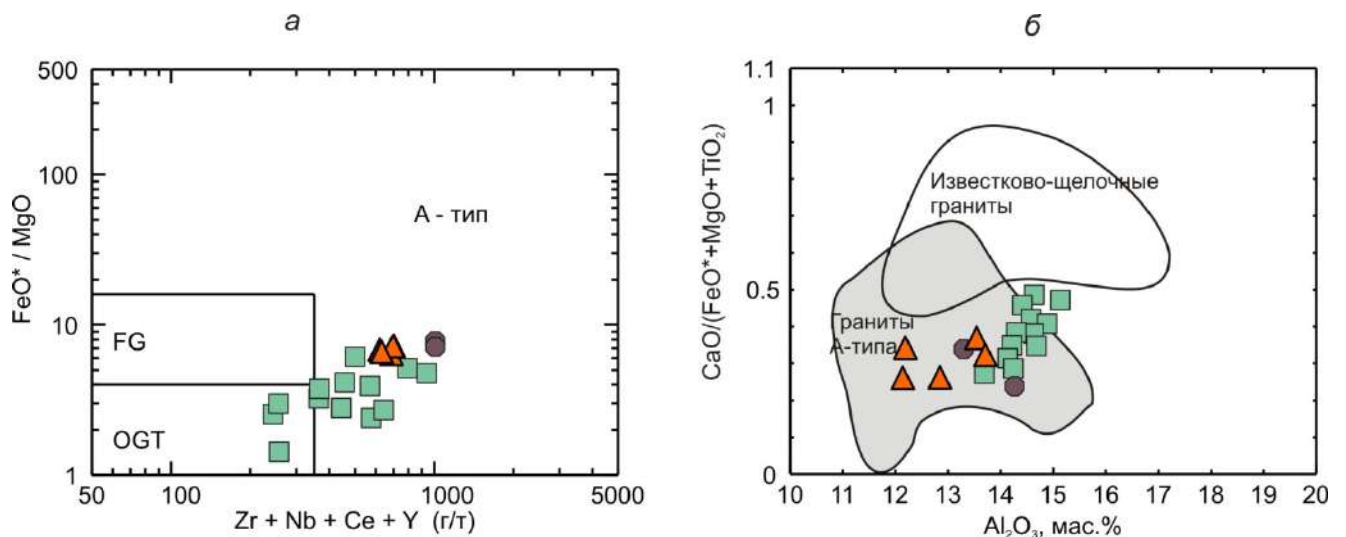 а
500
100
10
1
FeO* / MgO
А - тип
FG
OGT
50
100
1000
5000
Zr + Nb + Ce + Y (г/т)
б
1.1
1
0.5
0
CaO/(FeO*+MgO+TiO₂)
Известково-щелочные
граниты
Граниты
А-типа
10 11 12 13 14 15 16 17 18 19 20
Al₂O₃, мас.%